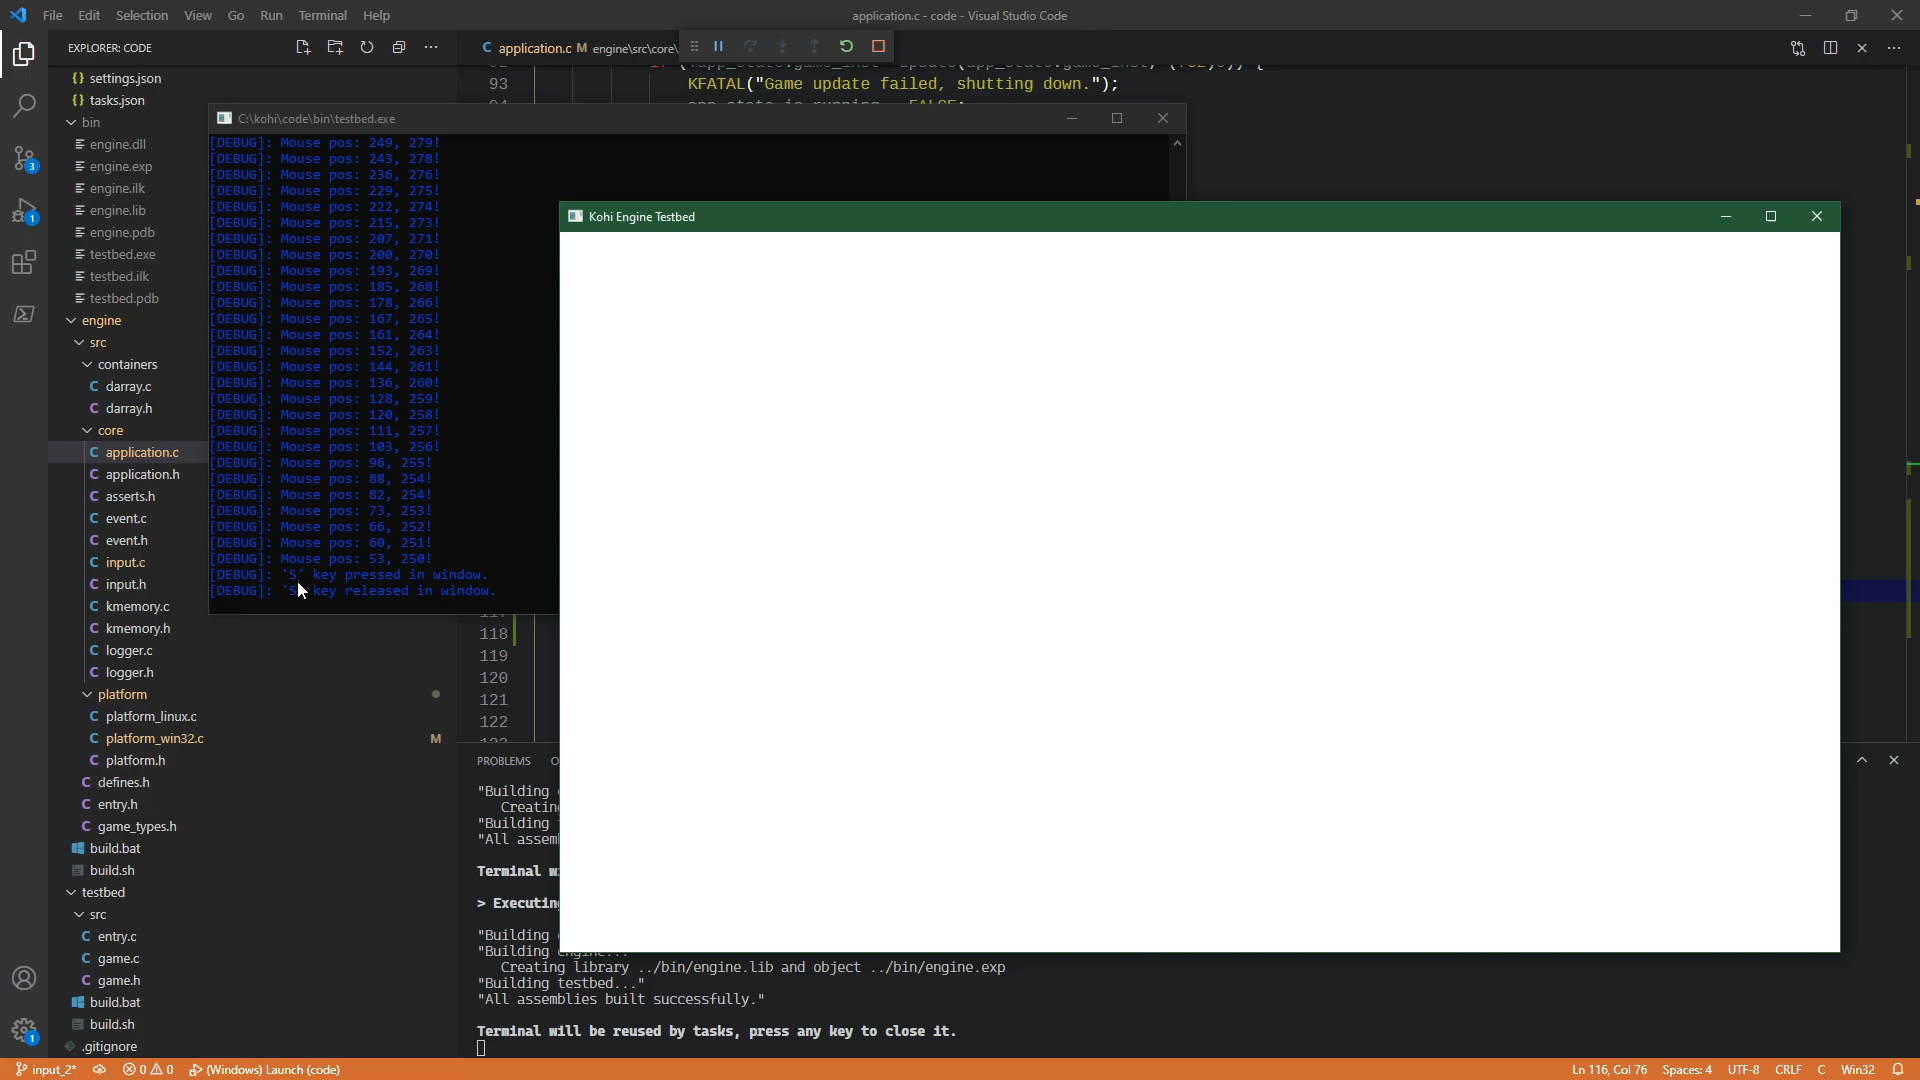 File Edit Selection View Go Run Terminal Help
application.c - code - Visual Studio Code
EXPLORER: CODE
settings.json
tasks.json
bin
engine.dll
engine.exp
engine.ilk
engine.lib
engine.pdb
testbed.exe
testbed.ilk
testbed.pdb
engine
src
containers
darray.c
darray.h
core
application.c
application.h
asserts.h
event.c
event.h
input.c
input.h
kmemory.c
kmemory.h
logger.c
logger.h
platform
platform_linux.c
platform_win32.c M
platform.h
defines.h
entry.h
game_types.h
build.bat
build.sh
testbed
src
entry.c
game.c
game.h
build.bat
build.sh
.gitignore
application.c M engine\src\core\
93 KFATAL("Game update failed, shutting down.");
C:\kohi\code\bin\testbed.exe
[DEBUG]: Mouse pos: 249, 279!
[DEBUG]: Mouse pos: 243, 278!
[DEBUG]: Mouse pos: 236, 276!
[DEBUG]: Mouse pos: 229, 275!
[DEBUG]: Mouse pos: 222, 274!
[DEBUG]: Mouse pos: 215, 273!
[DEBUG]: Mouse pos: 207, 271!
[DEBUG]: Mouse pos: 200, 270!
[DEBUG]: Mouse pos: 193, 269!
[DEBUG]: Mouse pos: 185, 268!
[DEBUG]: Mouse pos: 178, 266!
[DEBUG]: Mouse pos: 167, 265!
[DEBUG]: Mouse pos: 161, 264!
[DEBUG]: Mouse pos: 152, 263!
[DEBUG]: Mouse pos: 144, 261!
[DEBUG]: Mouse pos: 136, 260!
[DEBUG]: Mouse pos: 128, 259!
[DEBUG]: Mouse pos: 120, 258!
[DEBUG]: Mouse pos: 111, 257!
[DEBUG]: Mouse pos: 103, 256!
[DEBUG]: Mouse pos: 96, 255!
[DEBUG]: Mouse pos: 88, 254!
[DEBUG]: Mouse pos: 82, 254!
[DEBUG]: Mouse pos: 73, 253!
[DEBUG]: Mouse pos: 66, 252!
[DEBUG]: Mouse pos: 60, 251!
[DEBUG]: Mouse pos: 53, 250!
[DEBUG]: 'S' key pressed in window.
[DEBUG]: 'S' key released in window.
Kohi Engine Testbed
118
119
120
121
122
PROBLEMS
"Building
Creating
"Building
"All
Terminal
> Executing
"Building
"Building engine..."
Creating library ../bin/engine.lib and object ../bin/engine.exp
"Building testbed..."
"All assemblies built successfully."
Terminal will be reused by tasks, press any key to close it.
input_2* 0 0 (Windows) Launch (code)
Ln 116, Col 76 Spaces: 4 UTF-8 CRLF C Win32